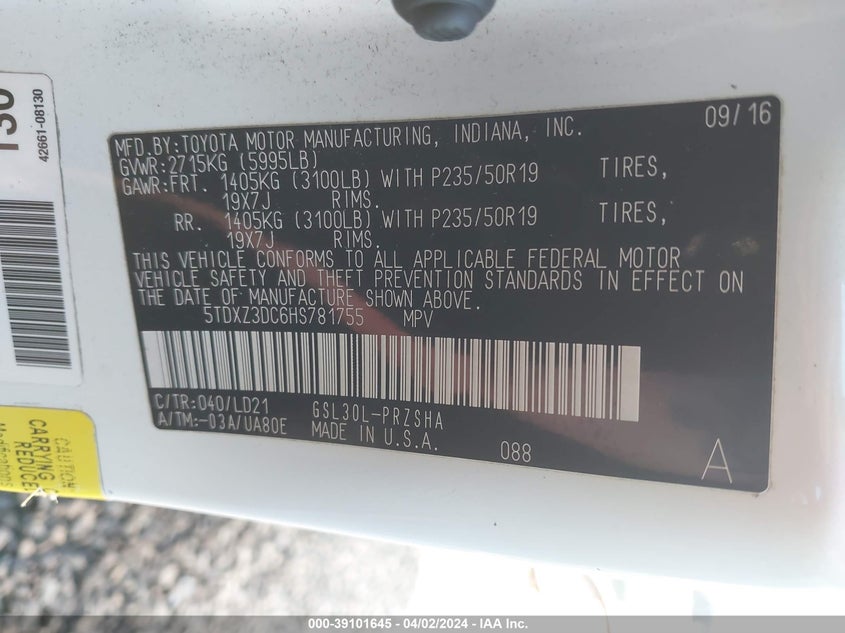 130
42661-08130
09/16
MFD.BY:TOYOTA MOTOR MANUFACTURING, INDIANA, INC.
GVWR:2715KG (5995LB)
GAWR:FRT. 1405KG (3100LB) WITH P235/50R19 TIRES,
19X7J RIMS.
RR. 1405KG (3100LB) WITH P235/50R19 TIRES,
19X7J RIMS.
THIS VEHICLE CONFORMS TO ALL APPLICABLE FEDERAL MOTOR
VEHICLE SAFETY AND THEFT PREVENTION STANDARDS IN EFFECT ON
THE DATE OF MANUFACTURE SHOWN ABOVE.
5TDXZ3DC6HS781755 MPV
C/TR:040/LD21 GSL30L-PRZSHA
A/TM:-03A/UA80E MADE IN U.S.A. 088
A
CAUTION
CARRYING
REDUCE
Modifications
000-39101645 - 04/02/2024 - IAA Inc.